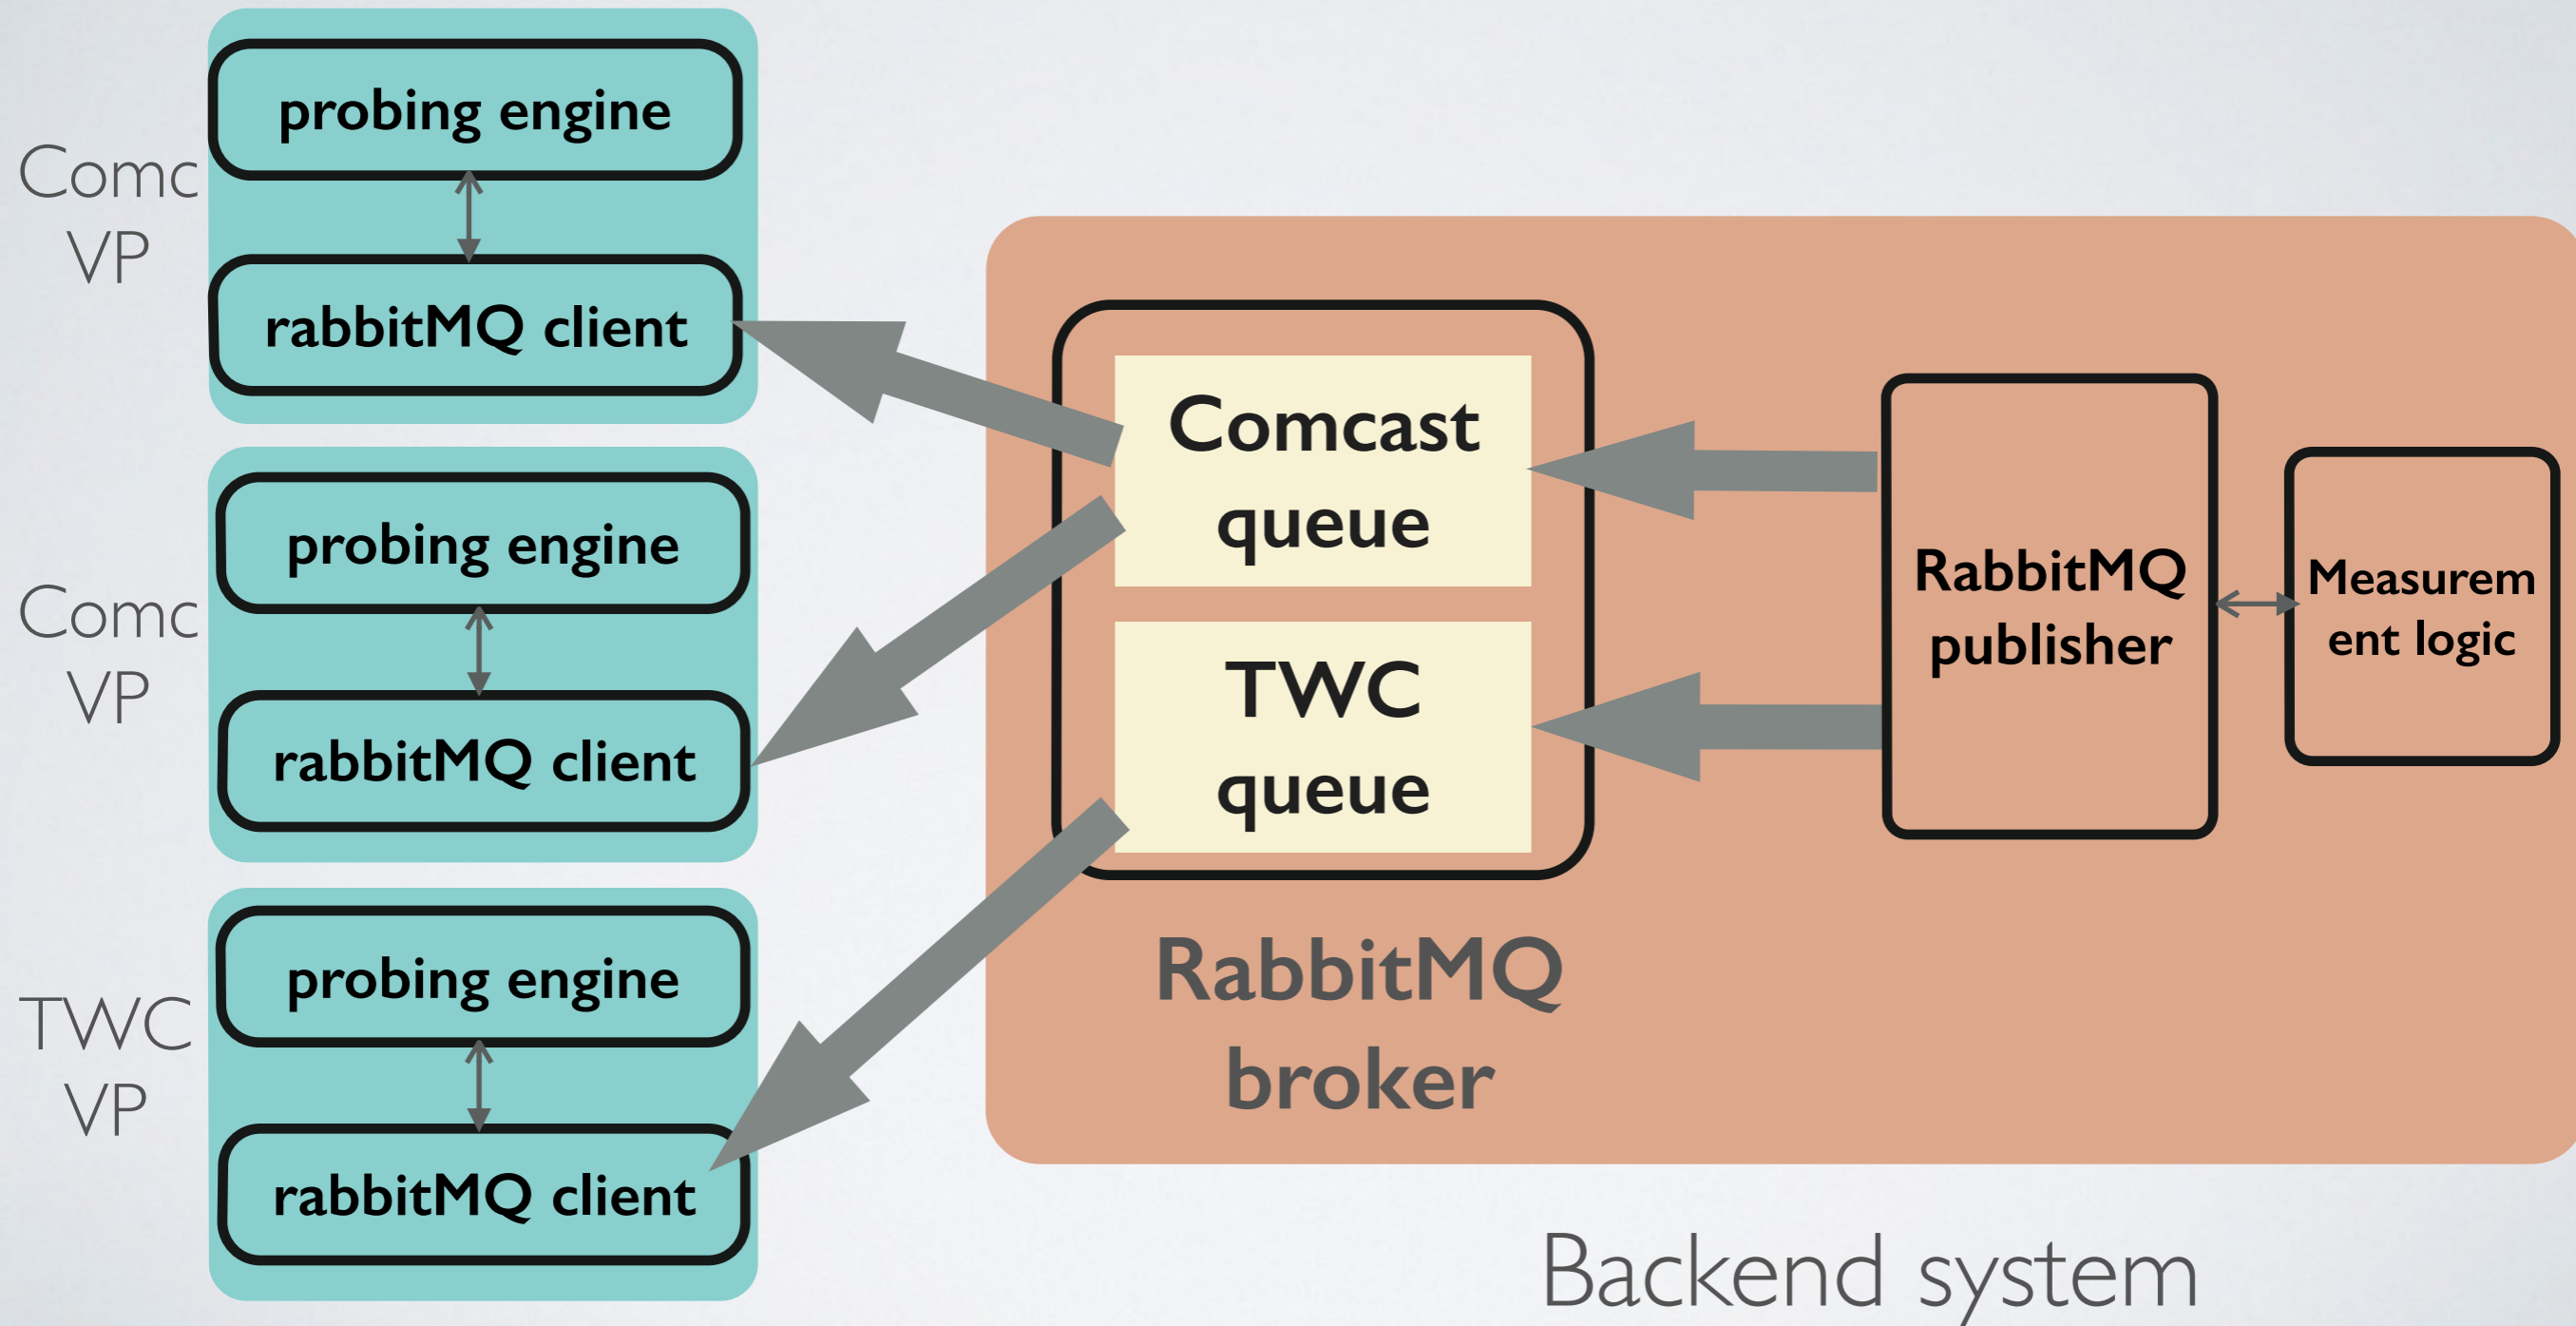 Comc
VP
probing engine
rabbitMQ client
Comc
VP
probing engine
rabbitMQ client
TWC
VP
probing engine
rabbitMQ client
Comcast
queue
TWC
queue
RabbitMQ
broker
RabbitMQ
publisher
Measurem
ent logic
Backend system